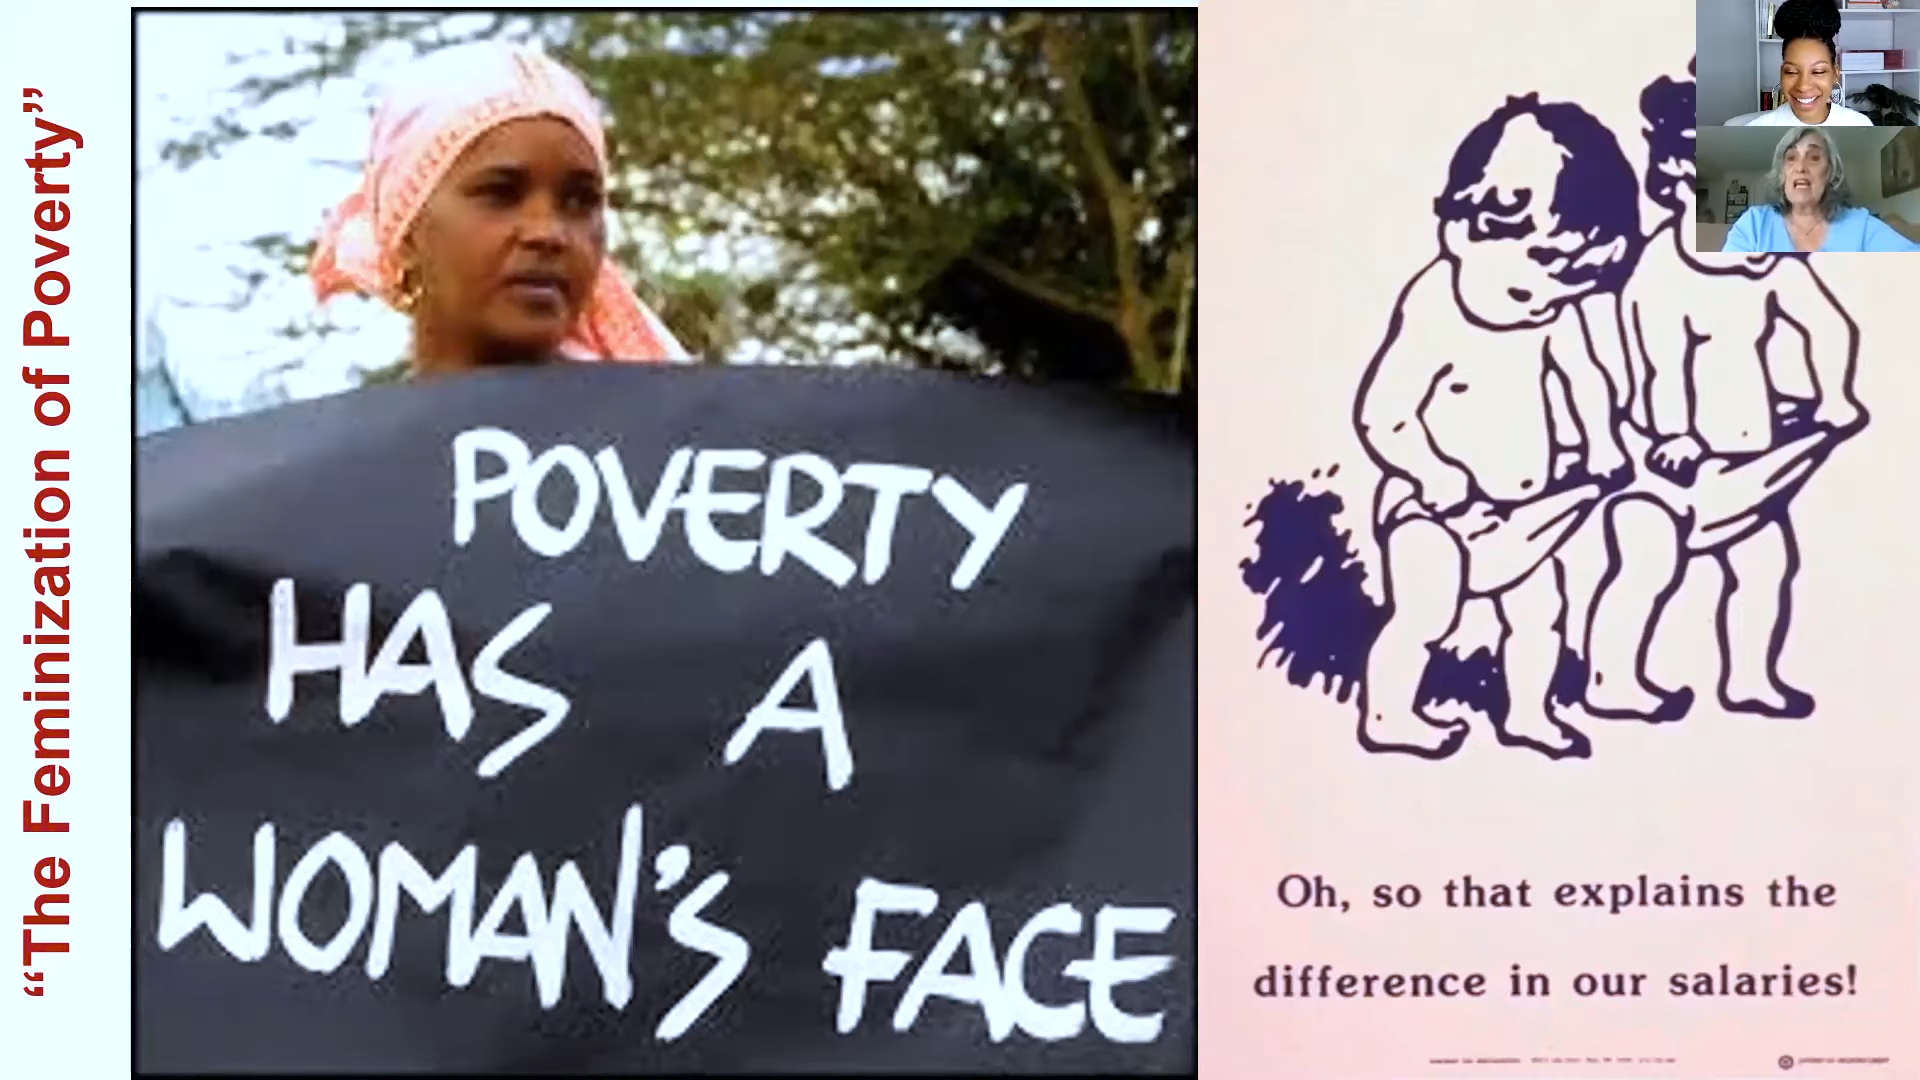 “The Feminization of Poverty”
POVERTY
HAS A
WOMAN'S FACE
Oh, so that explains the
difference in our salaries!